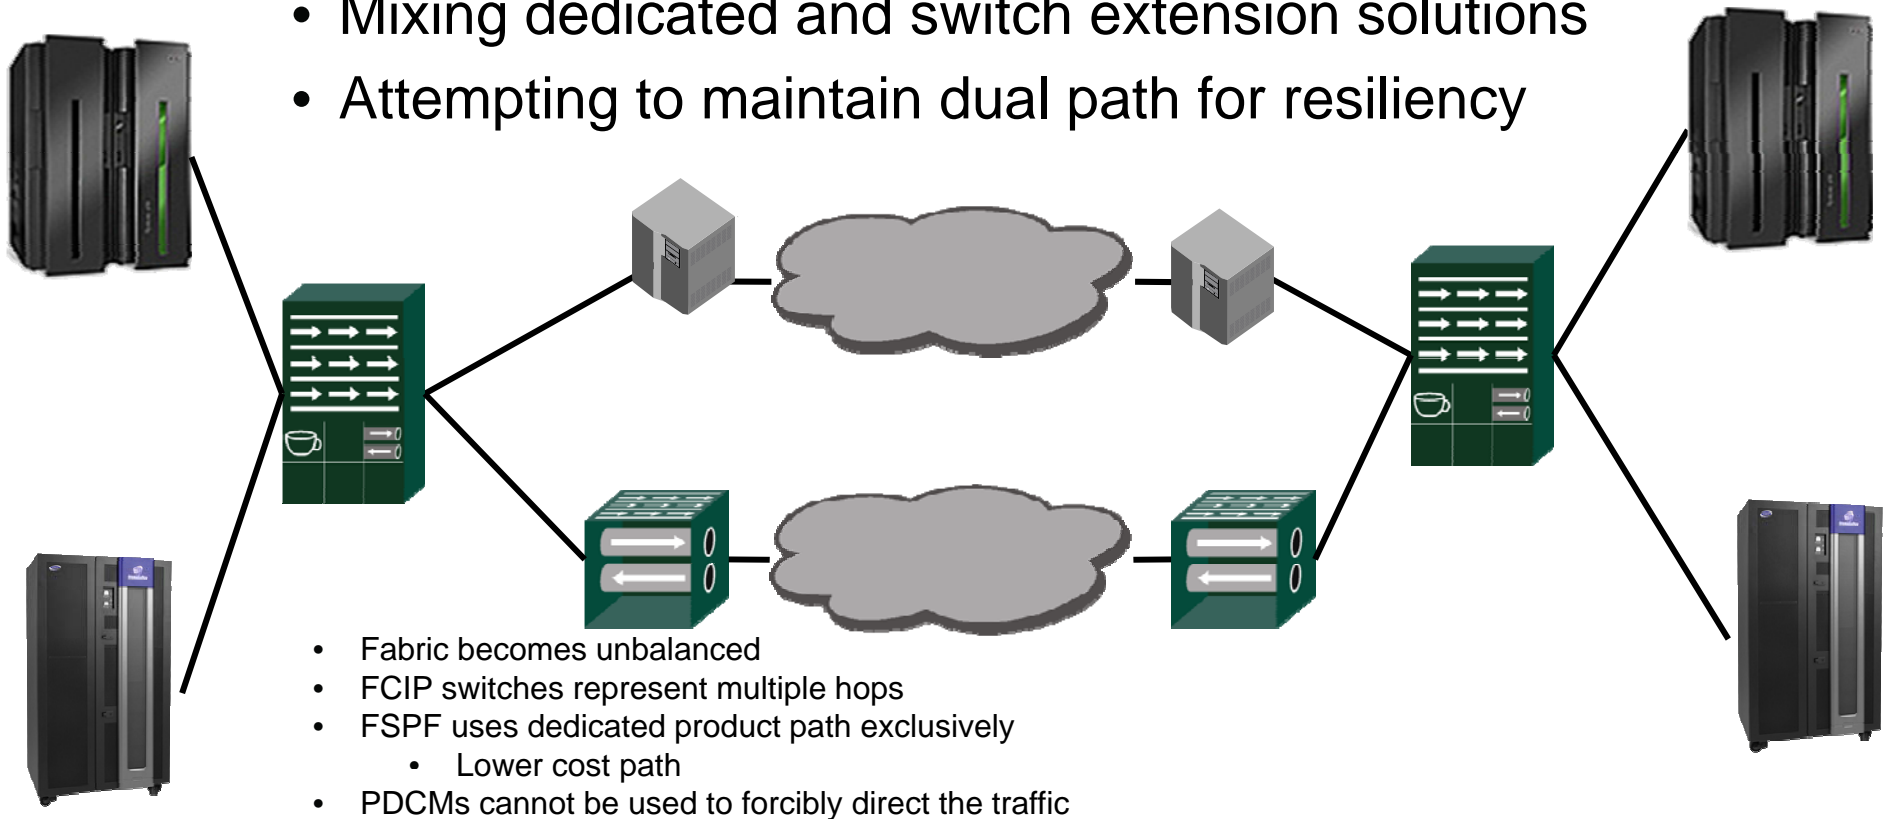 • Mixing dedicated and switch extension solutions
• Attempting to maintain dual path for resiliency
• Fabric becomes unbalanced
• FCIP switches represent multiple hops
• FSPF uses dedicated product path exclusively
• Lower cost path
• PDCMs cannot be used to forcibly direct the traffic